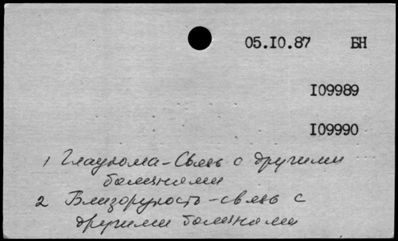 05.10.87 БН
109989
109990
1 Глаукома-Связь с другими
болезнями
2 Близорукость-связь с
другими болезнями